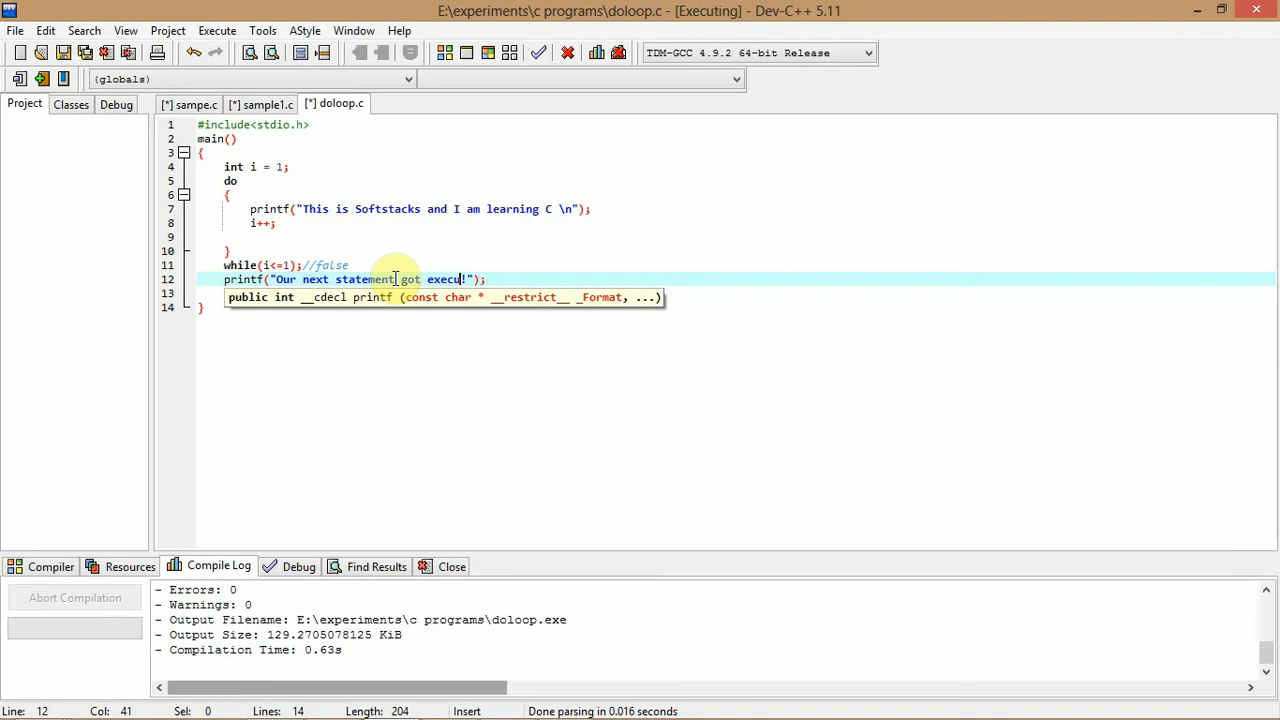 E:\experiments\c programs\doloop.c - [Executing] - Dev-C++ 5.11
File Edit Search View Project Execute Tools AStyle Window Help
TDM-GCC 4.9.2 64-bit Release
(globals)
Project Classes Debug [*] sampe.c [*] sample1.c [*] doloop.c
1 #include<stdio.h>
2 main()
3 {
4 int i = 1;
5 do
6 {
7 printf("This is Softstacks and I am learning C \n");
8 i++;
9
10 }
11 while(i<=1);//false
12 printf("Our next statement got execu!");
13 public int __cdecl printf (const char * __restrict__ _Format, ...)
14 }
Compiler Resources Compile Log Debug Find Results Close
Abort Compilation
- Errors: 0
- Warnings: 0
- Output Filename: E:\experiments\c programs\doloop.exe
- Output Size: 129.2705078125 KiB
- Compilation Time: 0.63s
Line: 12 Col: 41 Sel: 0 Lines: 14 Length: 204 Insert Done parsing in 0.016 seconds